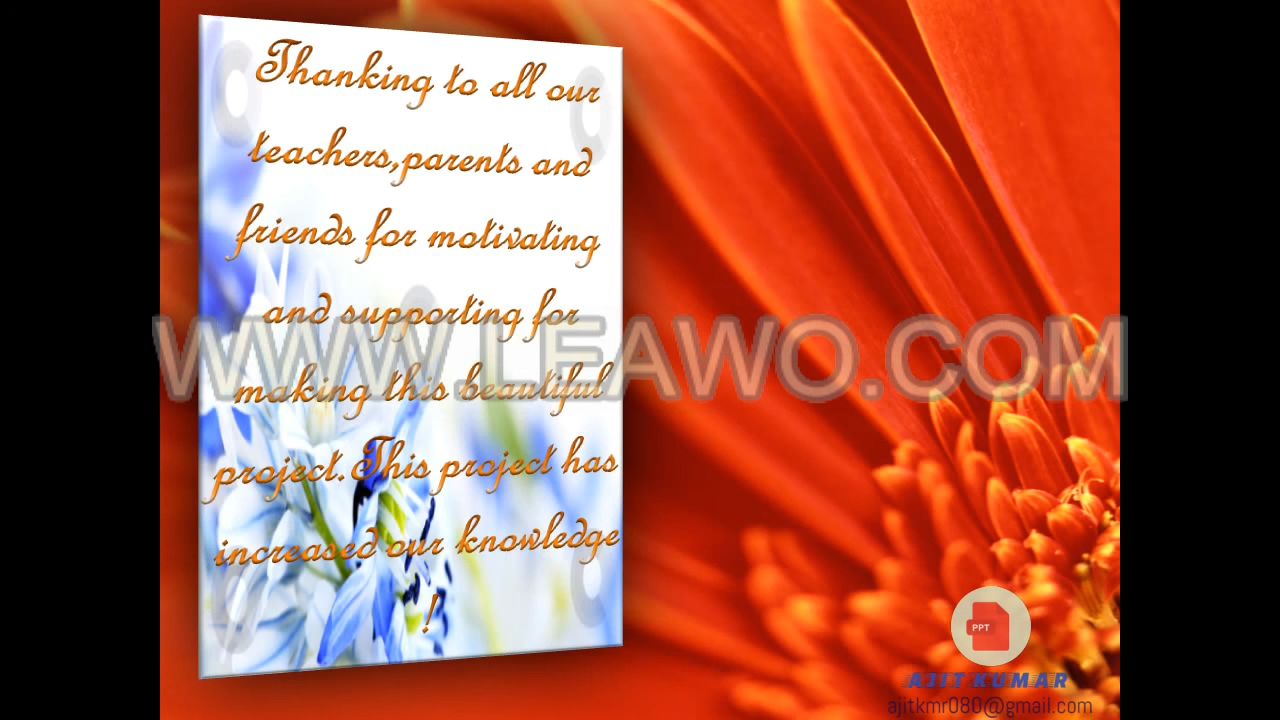 Thanking to all our
teachers,parents and
friends for motivating
and supporting for
making this beautiful
project.This project has
increased our knowledge
!
WWW.LEAWO.COM
PPT
AJIT KUMAR
ajitkmr080@gmail.com